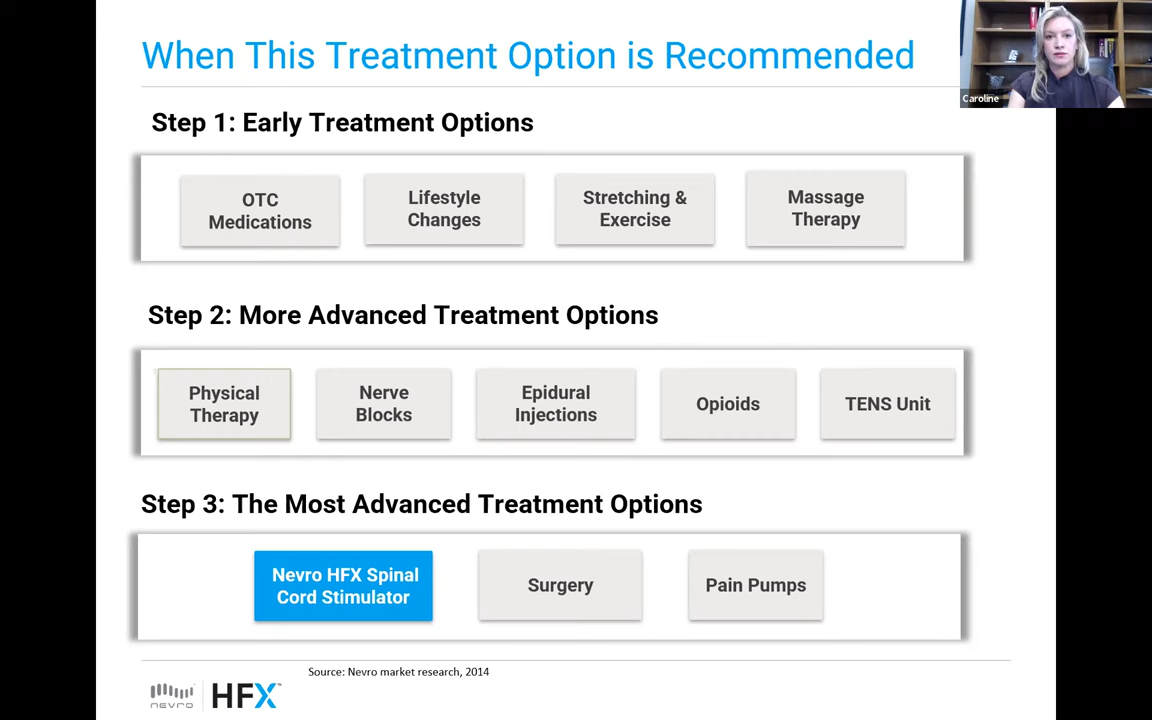 When This Treatment Option is Recommended
Caroline
Step 1: Early Treatment Options
OTC
Medications
Lifestyle
Changes
Stretching &
Exercise
Massage
Therapy
Step 2: More Advanced Treatment Options
Physical
Therapy
Nerve
Blocks
Epidural
Injections
Opioids
TENS Unit
Step 3: The Most Advanced Treatment Options
Nevro HFX Spinal
Cord Stimulator
Surgery
Pain Pumps
Source: Nevro market research, 2014
nevro
HFX™